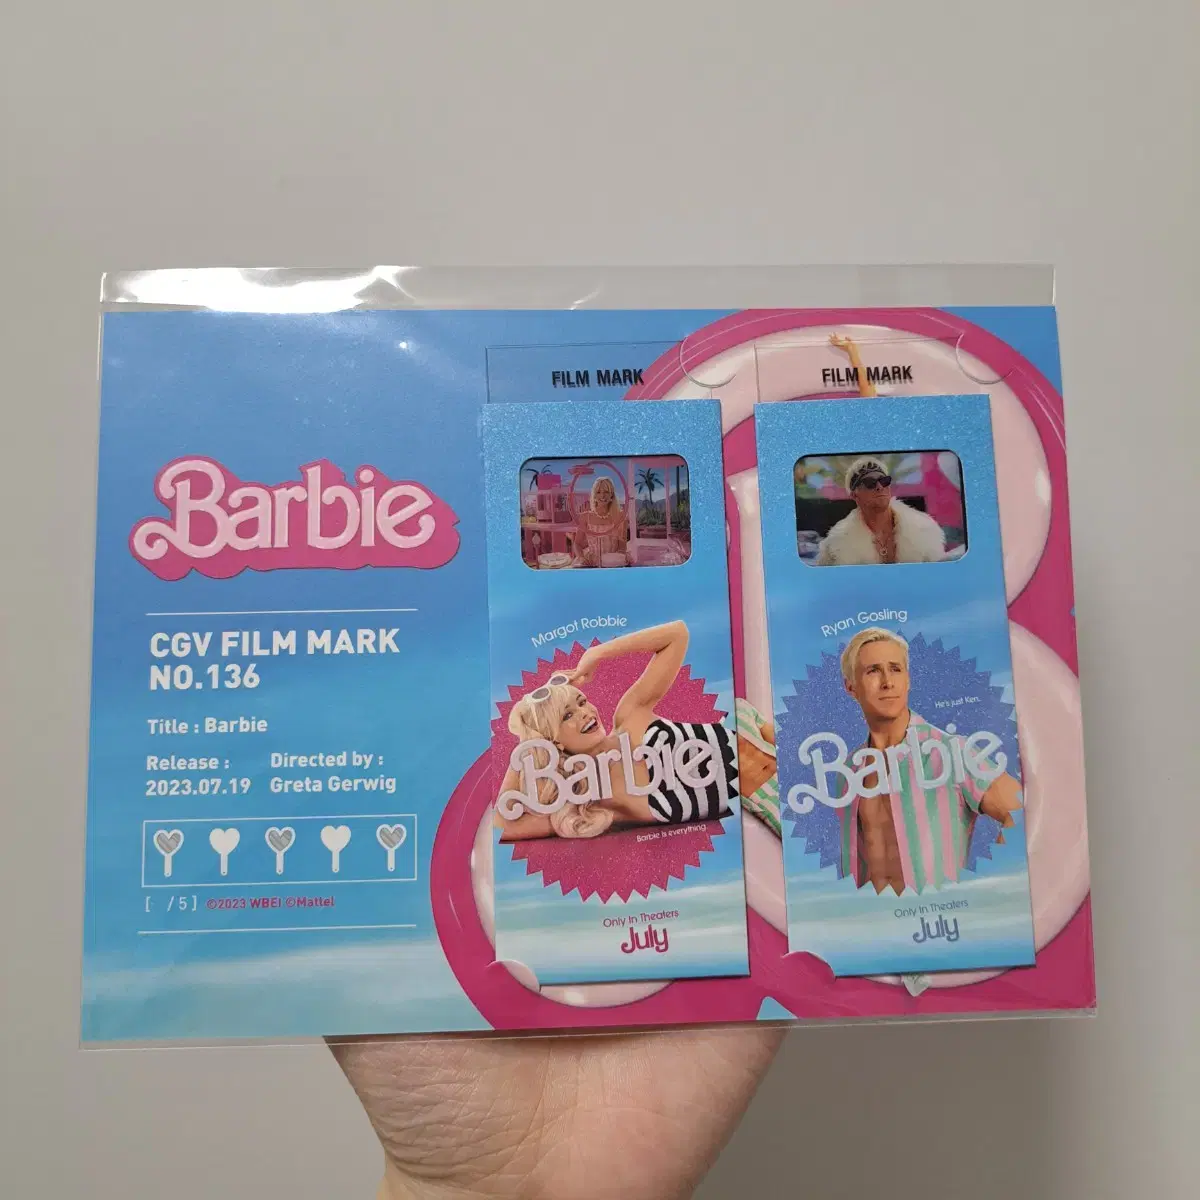 Barbie
CGV FILM MARK
NO.136
Title : Barbie
Release :
2023.07.19
Directed by :
Greta Gerwig
[ /5] ©2023 WBEI ©Mattel
FILM MARK
Margot Robbie
Barbie
Barbie is everything.
Only In Theaters
July
FILM MARK
Ryan Gosling
He's just Ken.
Barbie
Only In Theaters
July